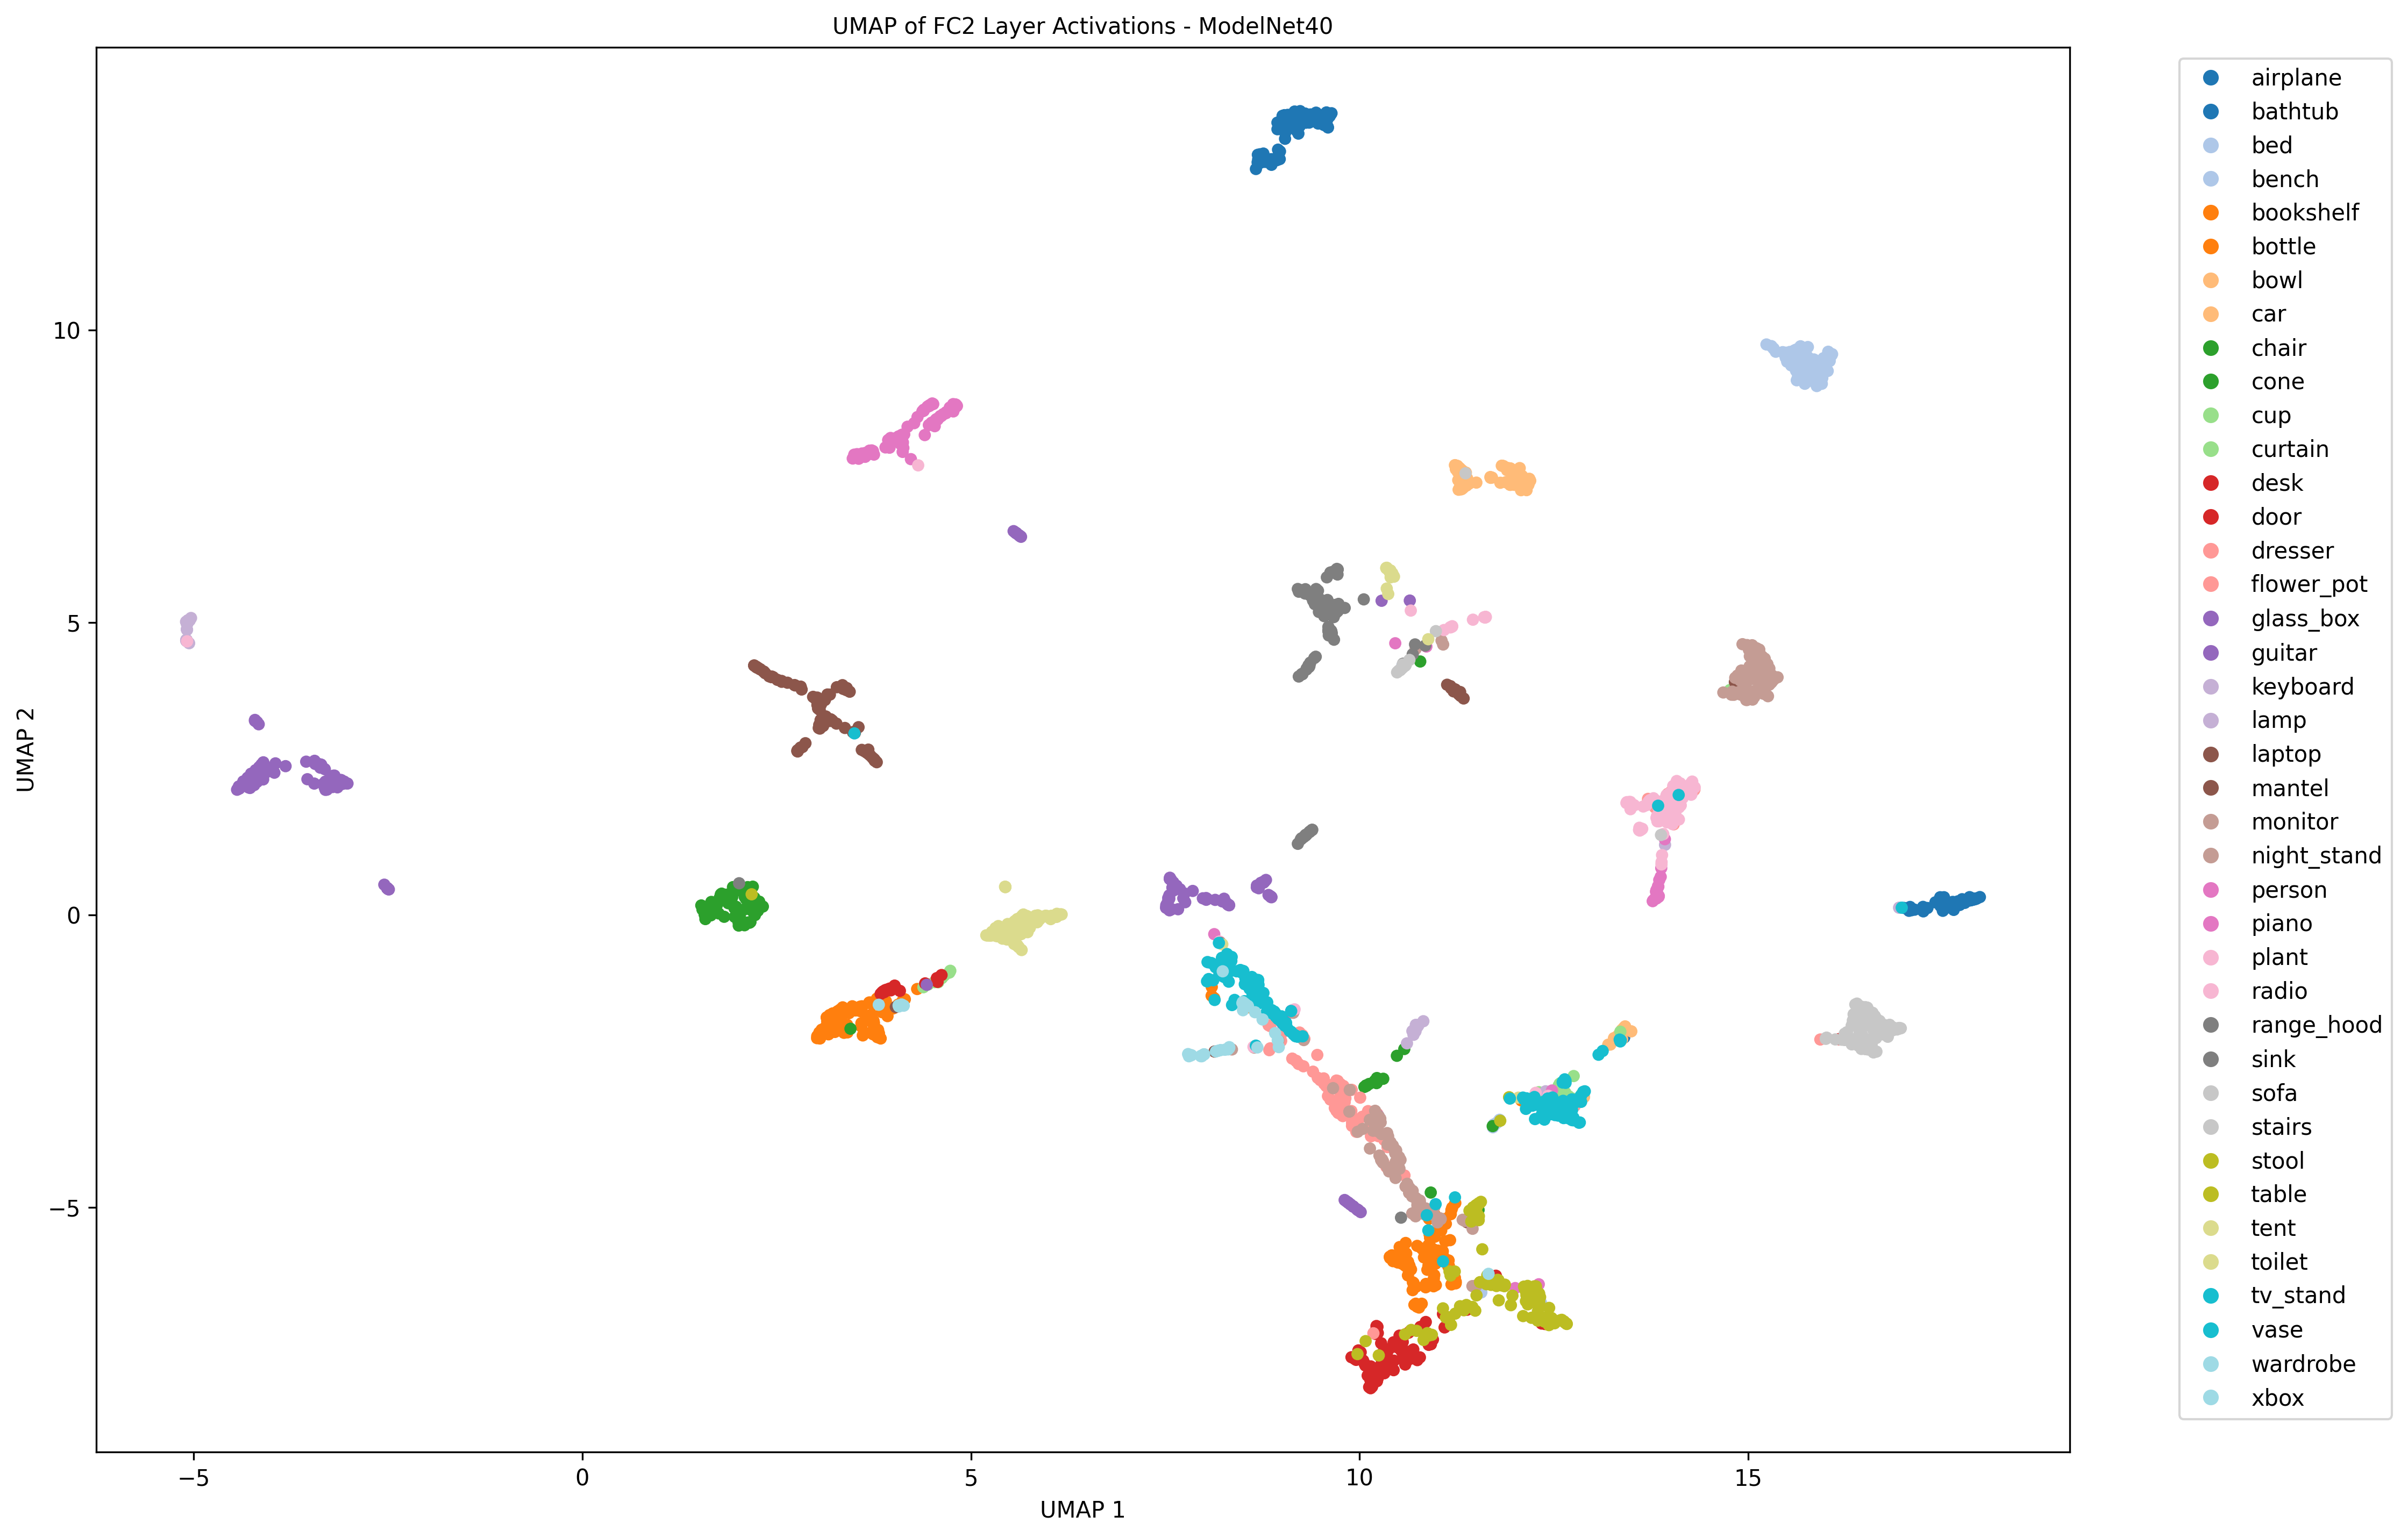 UMAP of FC2 Layer Activations - ModelNet40
10
5
0
−5
UMAP 2
−5
0
5
10
15
UMAP 1
airplane
bathtub
bed
bench
bookshelf
bottle
bowl
car
chair
cone
cup
curtain
desk
door
dresser
flower_pot
glass_box
guitar
keyboard
lamp
laptop
mantel
monitor
night_stand
person
piano
plant
radio
range_hood
sink
sofa
stairs
stool
table
tent
toilet
tv_stand
vase
wardrobe
xbox